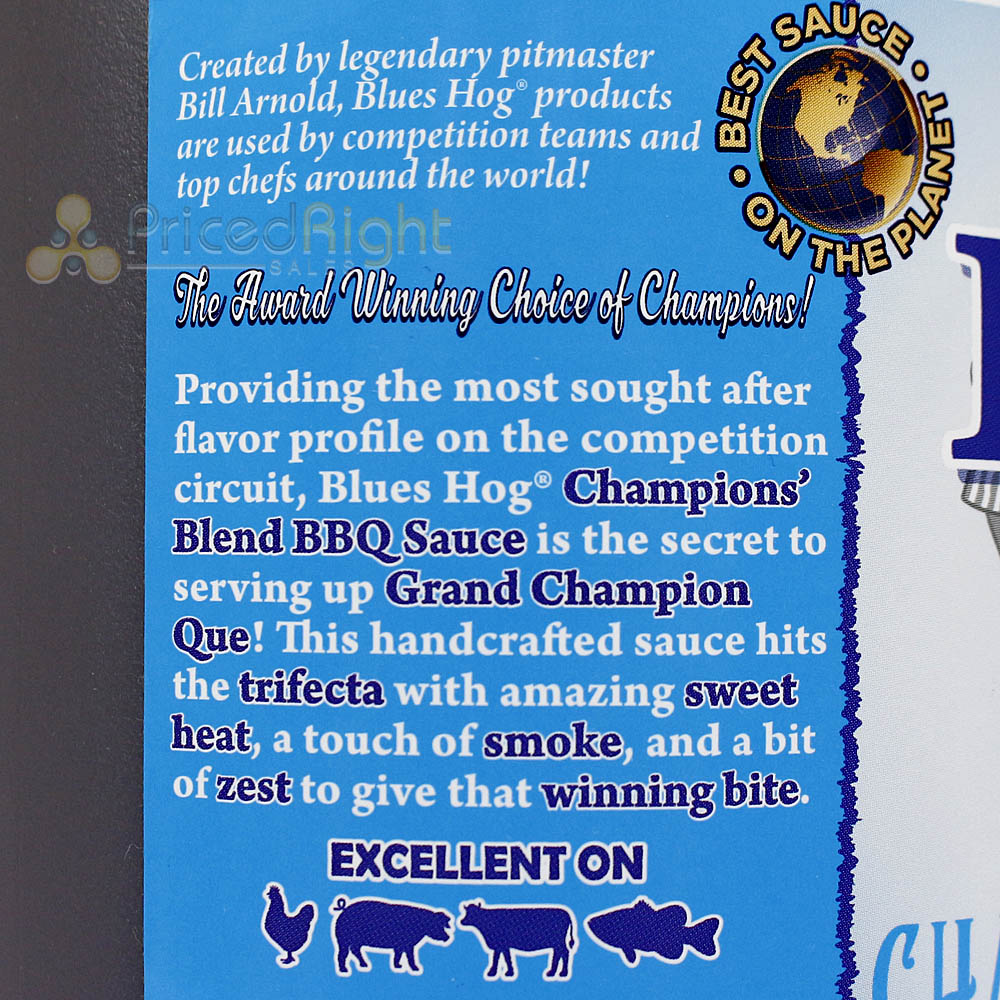 Created by legendary pitmaster
Bill Arnold, Blues Hog® products
are used by competition teams and
top chefs around the world!
• BEST SAUCE •
ON THE PLANET
PricedRight
SALES
The Award Winning Choice of Champions!
Providing the most sought after
flavor profile on the competition
circuit, Blues Hog® Champions’
Blend BBQ Sauce is the secret to
serving up Grand Champion
Que! This handcrafted sauce hits
the trifecta with amazing sweet
heat, a touch of smoke, and a bit
of zest to give that winning bite.
EXCELLENT ON